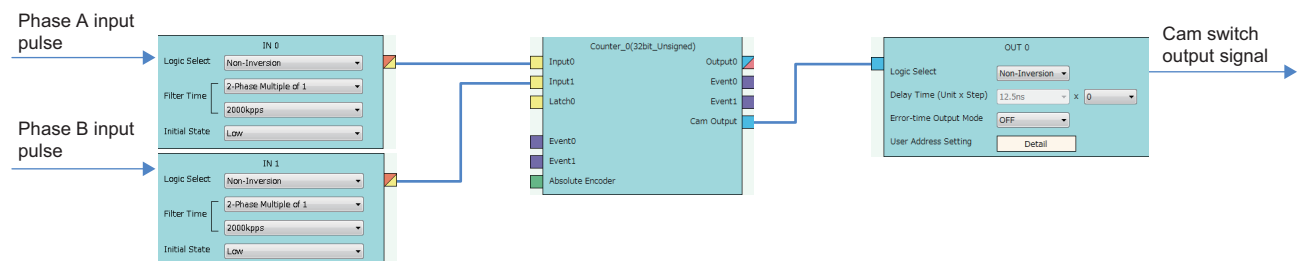 Phase A input
pulse
IN 0
Logic Select Non-Inversion
Filter Time 2-Phase Multiple of 1
2000kpps
Initial State Low
Phase B input
pulse
IN 1
Logic Select Non-Inversion
Filter Time 2-Phase Multiple of 1
2000kpps
Initial State Low
Counter_0(32bit_Unsigned)
Input0 Output0
Input1 Event0
Latch0 Event1
Cam Output
Event0
Event1
Absolute Encoder
OUT 0
Logic Select Non-Inversion
Delay Time (Unit x Step) 12.5ns x 0
Error-time Output Mode OFF
User Address Setting Detail
Cam switch
output signal